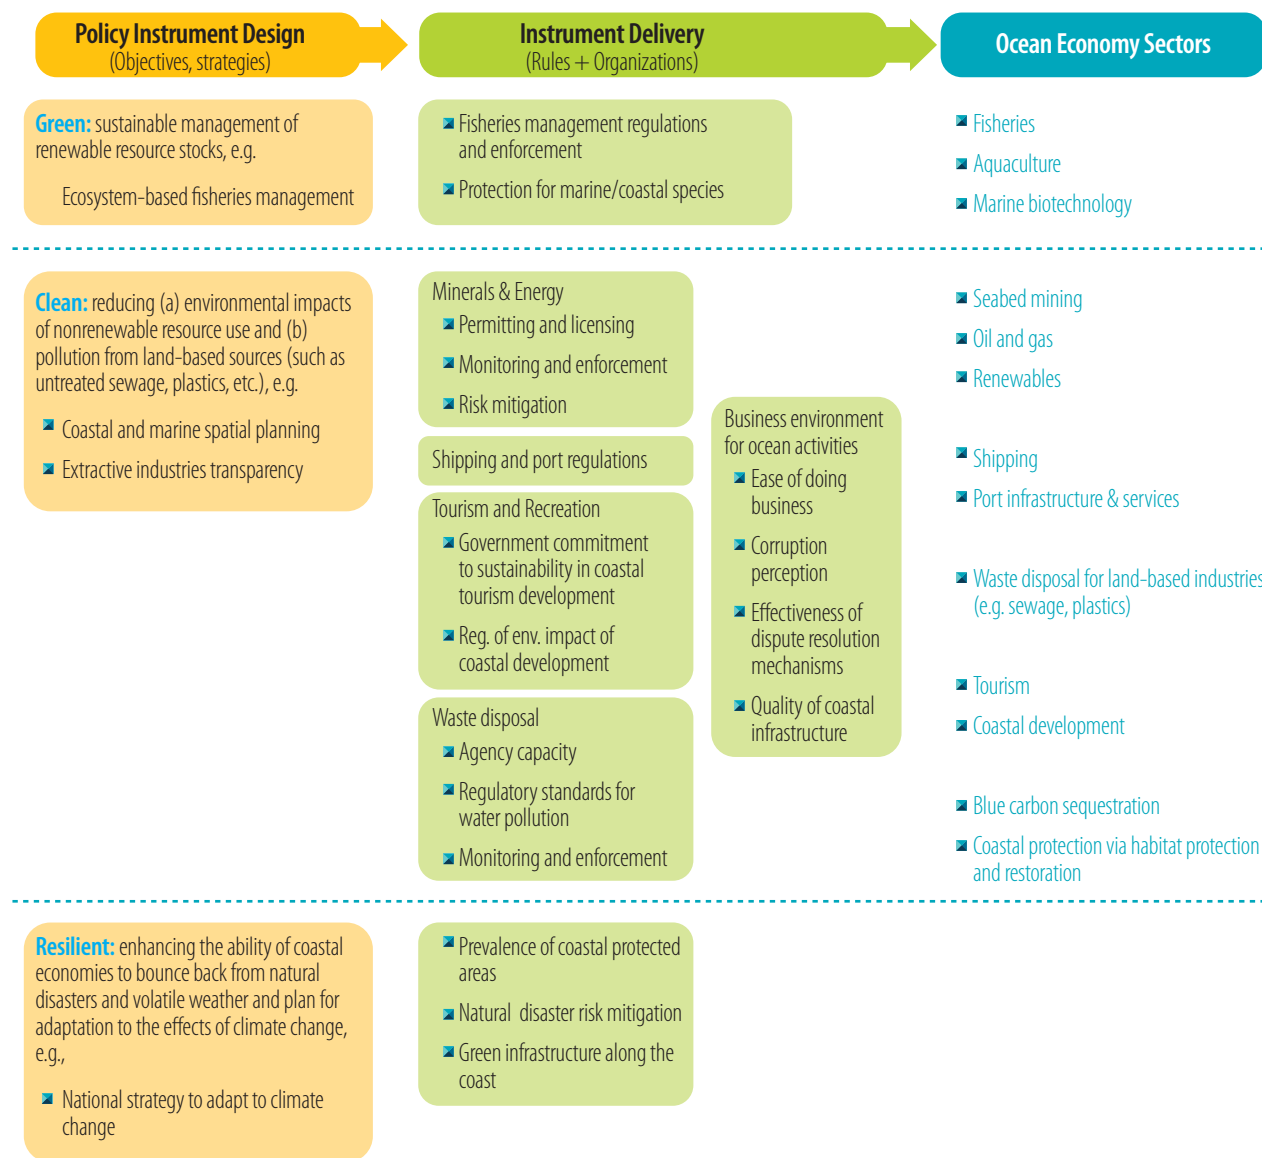 Policy Instrument Design
(Objectives, strategies)
Instrument Delivery
(Rules + Organizations)
Ocean Economy Sectors
Green: sustainable management of
renewable resource stocks, e.g.
Ecosystem-based fisheries management
Fisheries management regulations
and enforcement
Protection for marine/coastal species
Fisheries
Aquaculture
Marine biotechnology
Clean: reducing (a) environmental impacts
of nonrenewable resource use and (b)
pollution from land-based sources (such as
untreated sewage, plastics, etc.), e.g.
Coastal and marine spatial planning
Extractive industries transparency
Minerals & Energy
Permitting and licensing
Monitoring and enforcement
Risk mitigation
Shipping and port regulations
Tourism and Recreation
Government commitment
to sustainability in coastal
tourism development
Reg. of env. impact of
coastal development
Waste disposal
Agency capacity
Regulatory standards for
water pollution
Monitoring and enforcement
Business environment
for ocean activities
Ease of doing
business
Corruption
perception
Effectiveness of
dispute resolution
mechanisms
Quality of coastal
infrastructure
Seabed mining
Oil and gas
Renewables
Shipping
Port infrastructure & services
Waste disposal for land-based industries
(e.g. sewage, plastics)
Tourism
Coastal development
Blue carbon sequestration
Coastal protection via habitat protection
and restoration
Resilient: enhancing the ability of coastal
economies to bounce back from natural
disasters and volatile weather and plan for
adaptation to the effects of climate change,
e.g.,
National strategy to adapt to climate
change
Prevalence of coastal protected
areas
Natural disaster risk mitigation
Green infrastructure along the
coast